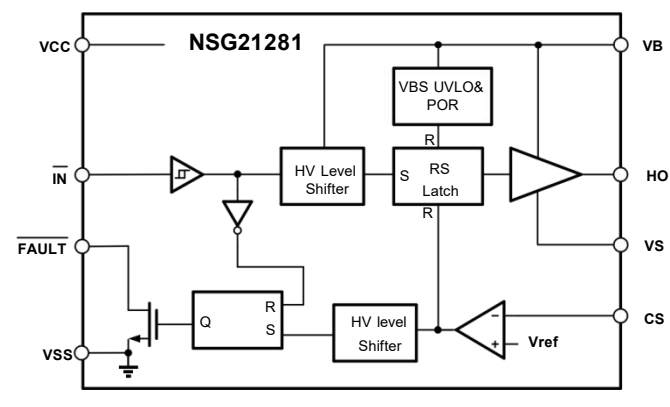 VCC
NSG21281
VB
VBS UVLO&
POR
R
IN
HV Level
Shifter
S
RS
Latch
R
HO
FAULT
VS
Q
R
S
HV level
Shifter
-
+
Vref
CS
VSS